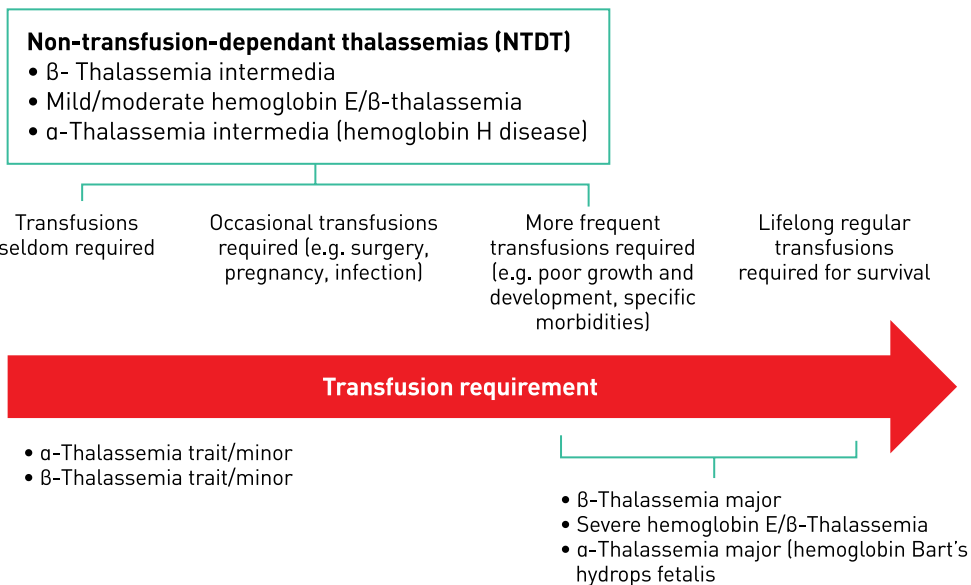 Non-transfusion-dependant thalassemias (NTDT)
• ß- Thalassemia intermedia
• Mild/moderate hemoglobin E/ß-thalassemia
• α-Thalassemia intermedia (hemoglobin H disease)
Transfusions
seldom required
Occasional transfusions
required (e.g. surgery,
pregnancy, infection)
More frequent
transfusions required
(e.g. poor growth and
development, specific
morbidities)
Lifelong regular
transfusions
required for survival
Transfusion requirement
• α-Thalassemia trait/minor
• ß-Thalassemia trait/minor
• ß-Thalassemia major
• Severe hemoglobin E/ß-Thalassemia
• α-Thalassemia major (hemoglobin Bart's
hydrops fetalis